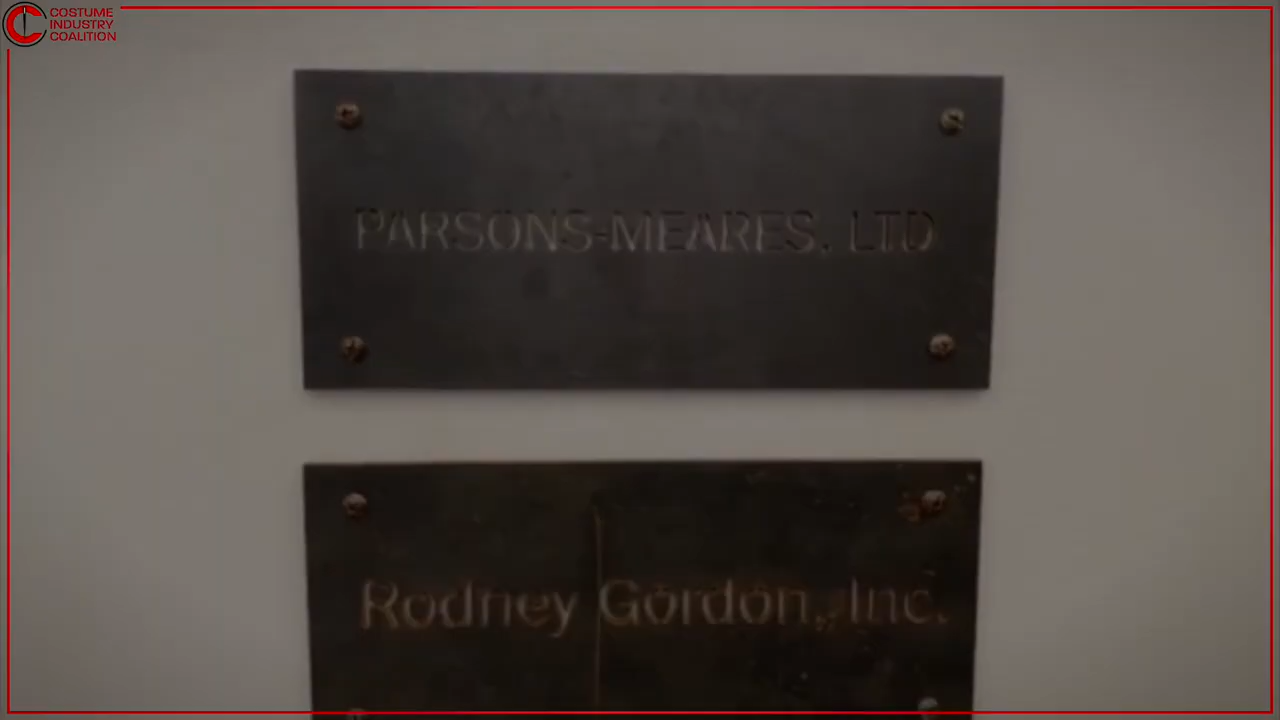 COSTUME
INDUSTRY
COALITION
PARSONS-MEARES, LTD
Rodney Gordon, Inc.